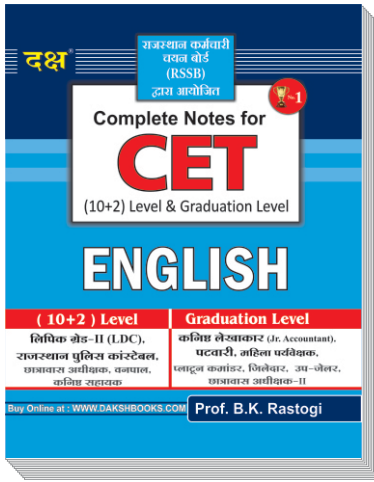 दक्ष®
राजस्थान कर्मचारी
चयन बोर्ड
(RSSB)
द्वारा आयोजित
No.1
Complete Notes for
CET
(10+2) Level & Graduation Level
ENGLISH
( 10+2 ) Level
लिपिक ग्रेड-II (LDC),
राजस्थान पुलिस कांस्टेबल,
छात्रावास अधीक्षक, वनपाल,
कनिष्ठ सहायक
Graduation Level
कनिष्ठ लेखाकार (Jr. Accountant),
पटवारी, महिला पर्यवेक्षक,
प्लाटून कमांडर, जिलेदार, उप-जेलर,
छात्रावास अधीक्षक-II
Buy Online at : WWW.DAKSHBOOKS.COM
Prof. B.K. Rastogi